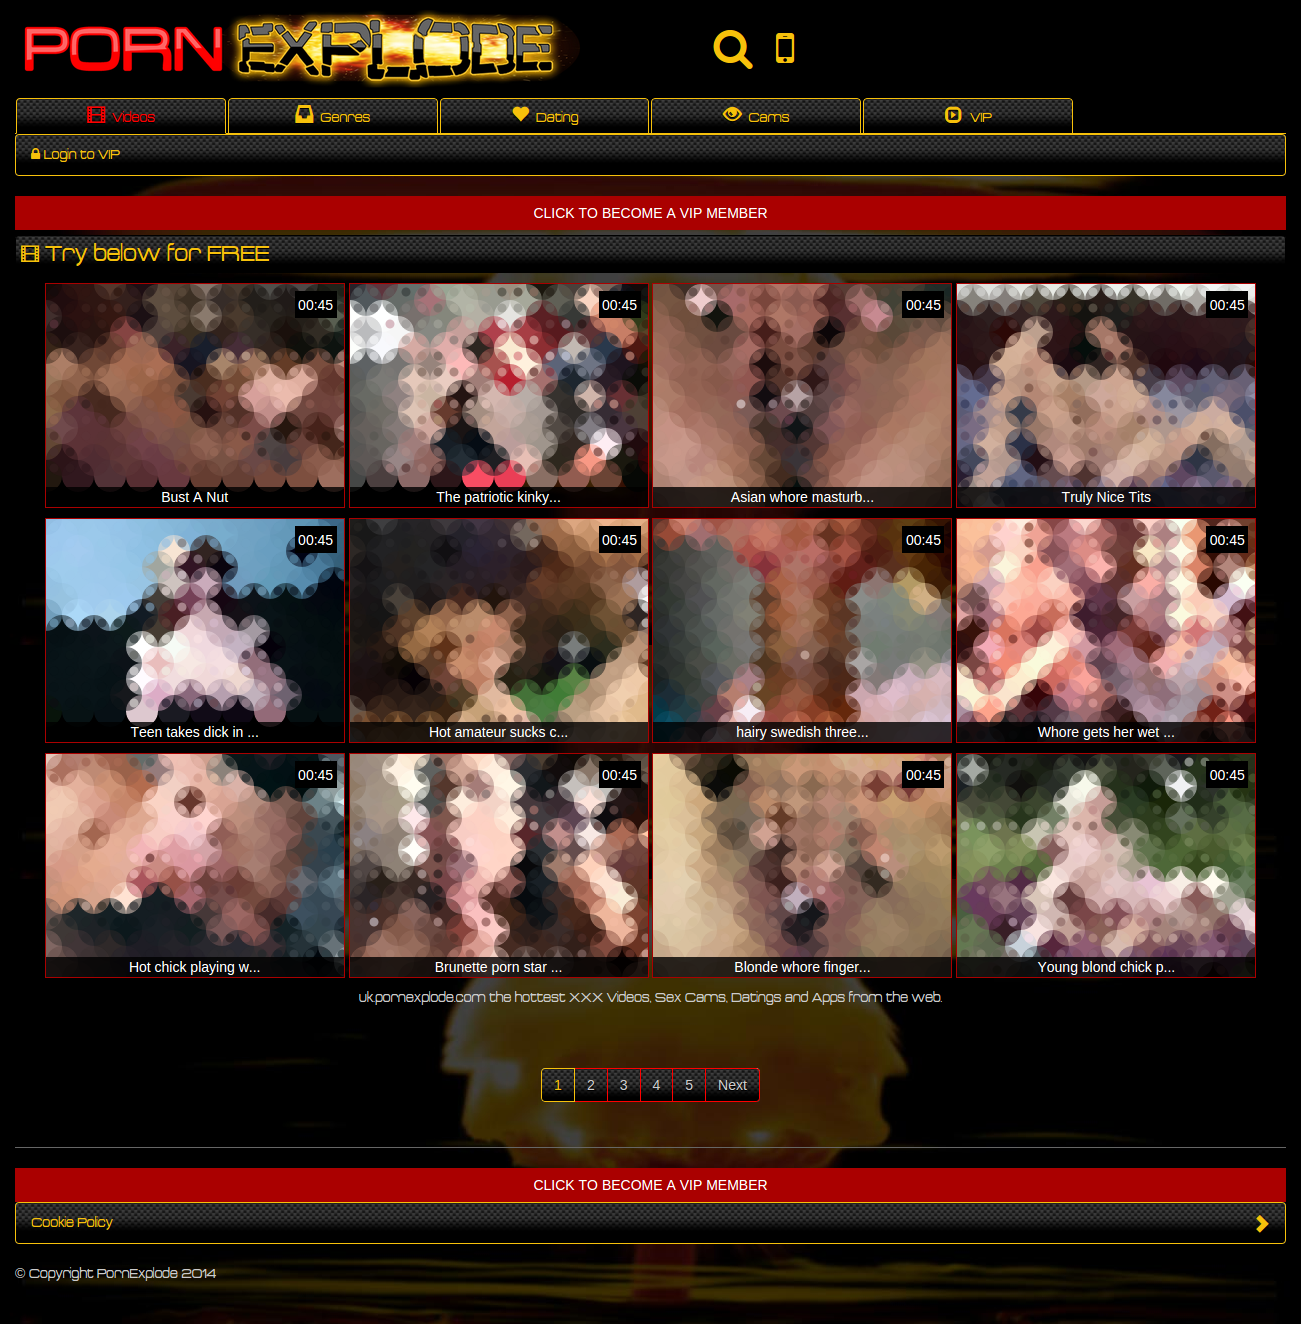 PORN EXPLODE
Videos
Genres
Dating
Cams
VIP
Login to VIP
CLICK TO BECOME A VIP MEMBER
Try below for FREE
00:45
00:45
00:45
00:45
Bust A Nut
The patriotic kinky...
Asian whore masturb...
Truly Nice Tits
00:45
00:45
00:45
00:45
Teen takes dick in ...
Hot amateur sucks c...
hairy swedish three...
Whore gets her wet ...
00:45
00:45
00:45
00:45
Hot chick playing w...
Brunette porn star ...
Blonde whore finger...
Young blond chick p...
uk.pornexplode.com the hottest XXX Videos, Sex Cams, Datings and Apps from the web.
1 2 3 4 5 Next
CLICK TO BECOME A VIP MEMBER
Cookie Policy
© Copyright PornExplode 2014